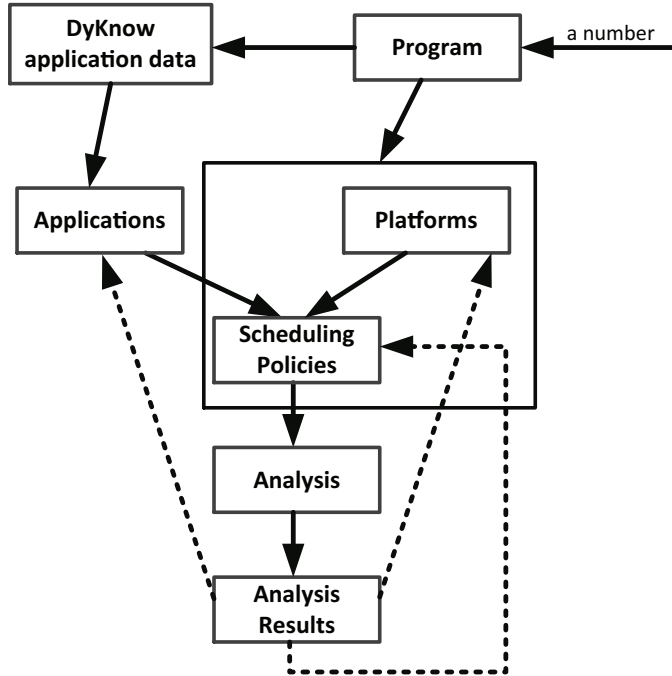 DyKnow
application data
Program
a number
Applications
Platforms
Scheduling
Policies
Analysis
Analysis
Results